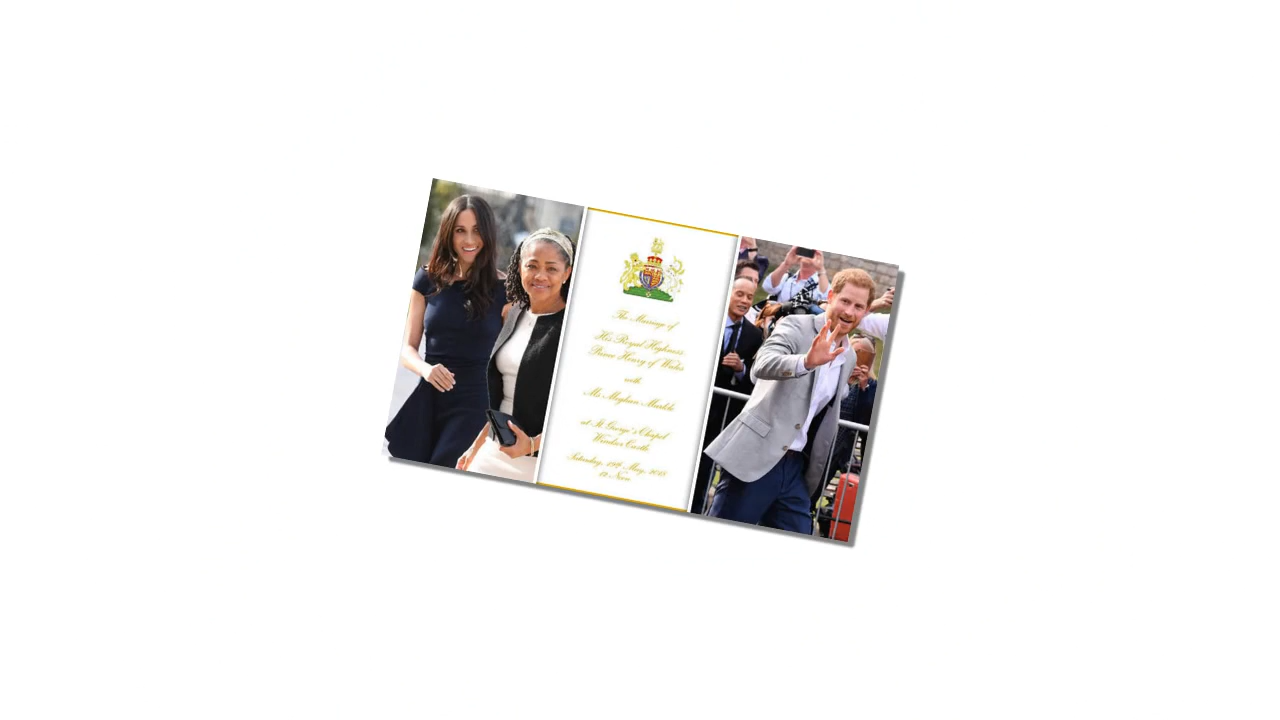 The Marriage of
His Royal Highness
Prince Henry of Wales
with
Ms. Meghan Markle
at St George's Chapel
Windsor Castle
Saturday, 19th May, 2018
12 Noon